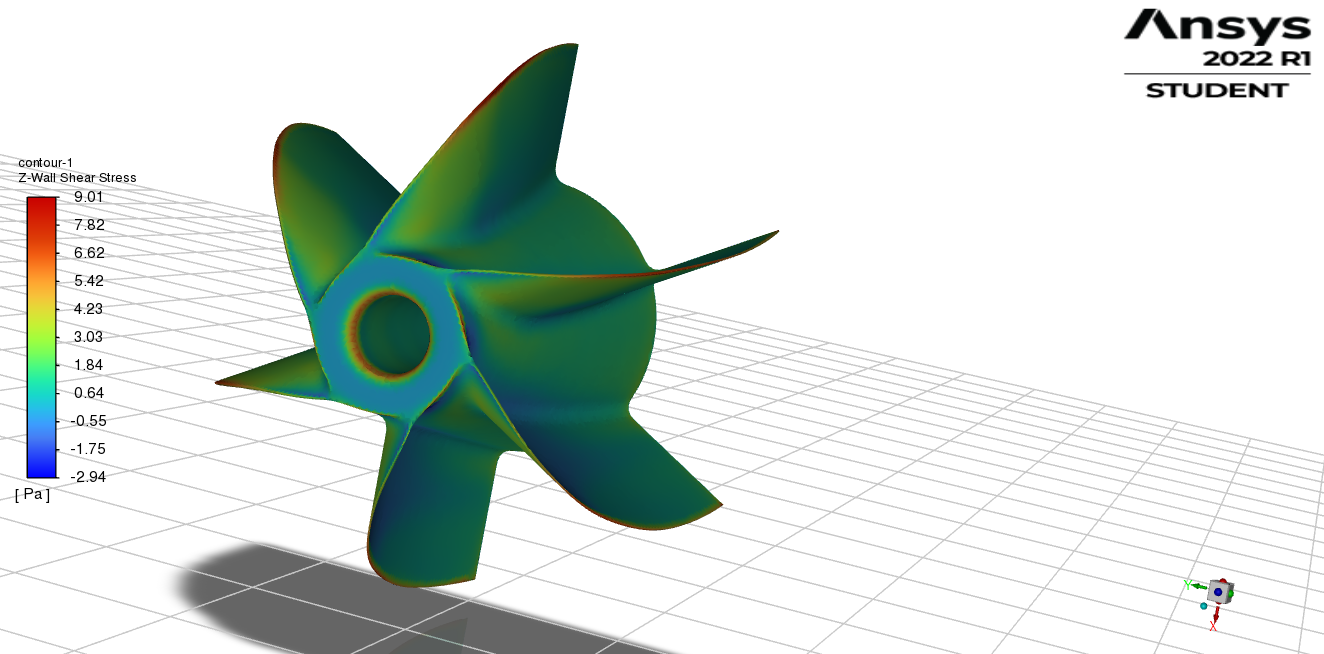 Ansys
2022 R1
STUDENT
contour-1
Z-Wall Shear Stress
9.01
7.82
6.62
5.42
4.23
3.03
1.84
0.64
-0.55
-1.75
-2.94
[ Pa ]
Y
X